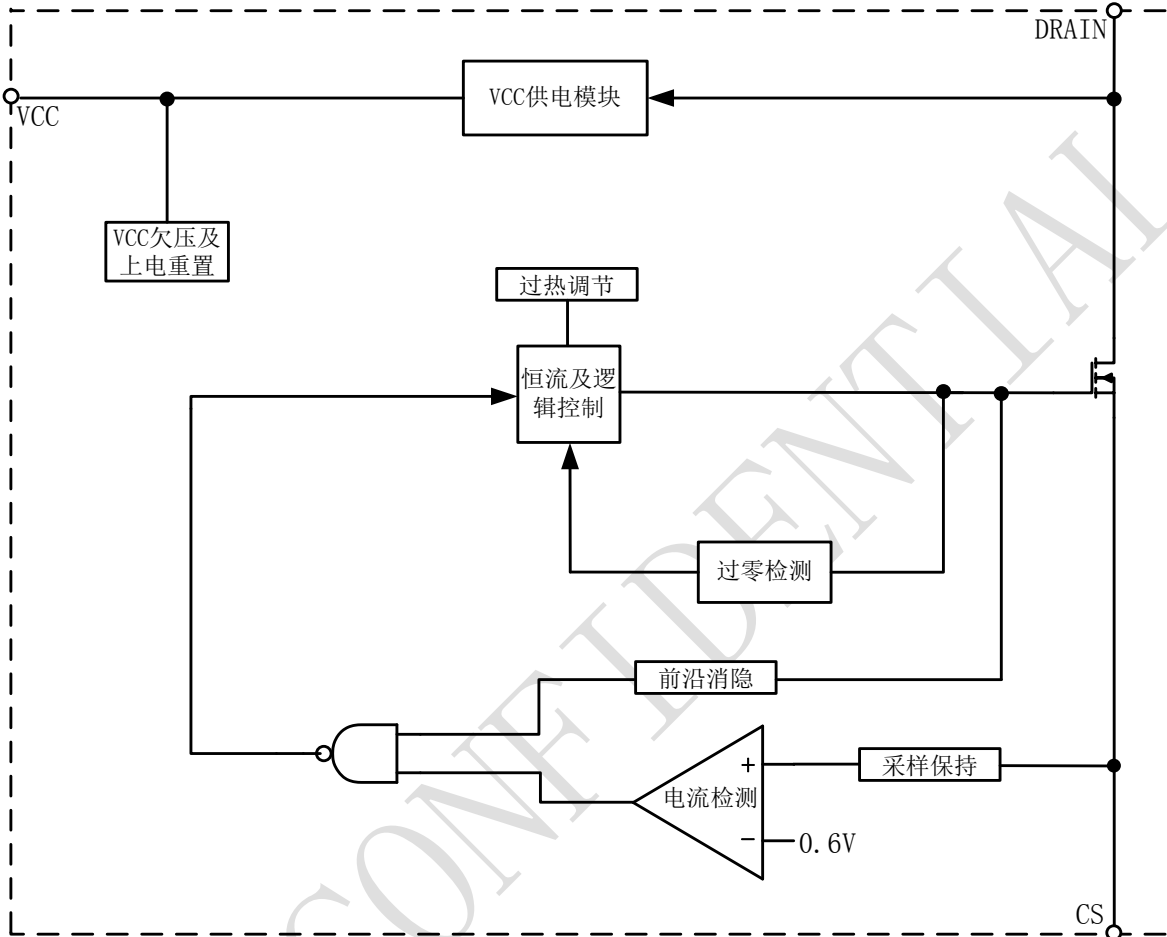 DRAIN
VCC供电模块
VCC
VCC欠压及
上电重置
过热调节
恒流及逻
辑控制
过零检测
前沿消隐
+
采样保持
电流检测
−
0.6V
CS
CONFIDENTIAL